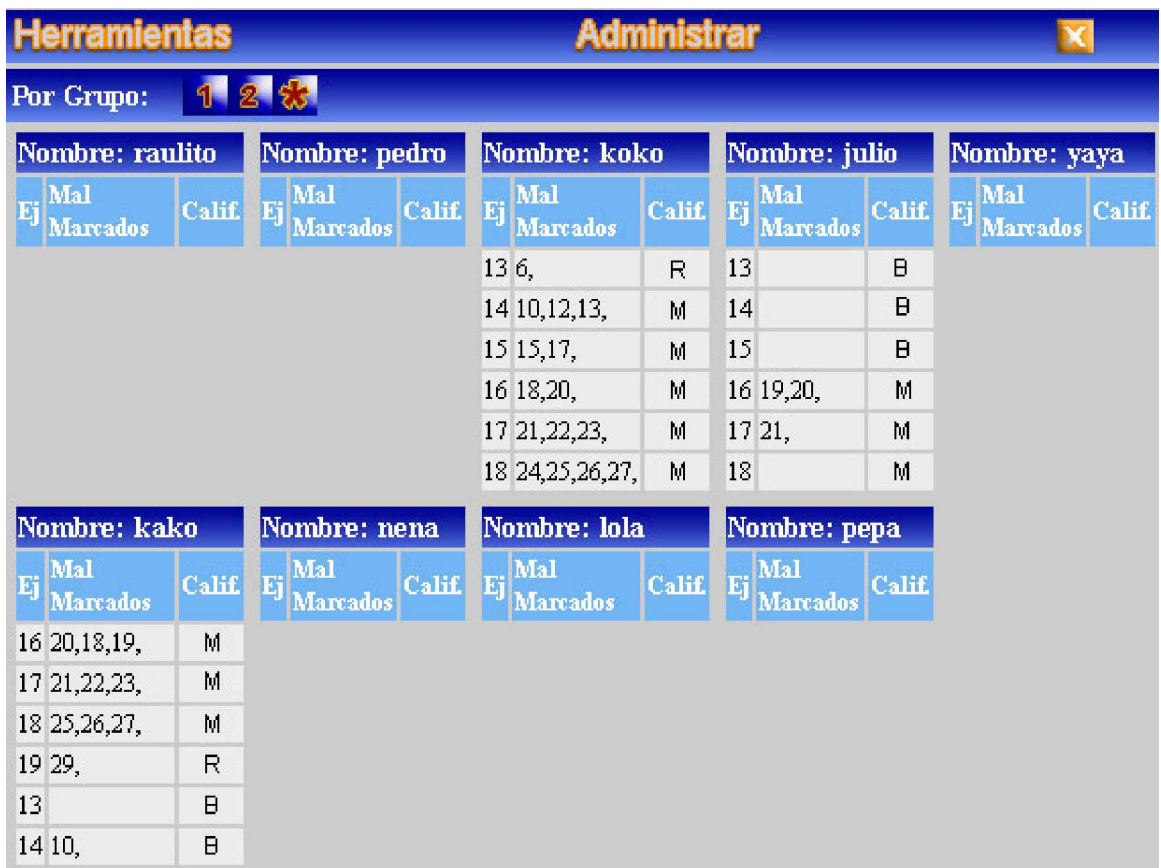 Herramientas Administrar X
Por Grupo: 1 2 *
Nombre: raulito Nombre: pedro Nombre: koko Nombre: julio Nombre: yaya
Ej Mal Marcados Calif. Ej Mal Marcados Calif. Ej Mal Marcados Calif. Ej Mal Marcados Calif. Ej Mal Marcados Calif.
13 6, R 13 B
14 10,12,13, M 14 B
15 15,17, M 15 B
16 18,20, M 16 19,20, M
17 21,22,23, M 17 21, M
18 24,25,26,27, M 18 M
Nombre: kako Nombre: nena Nombre: lola Nombre: pepa
Ej Mal Marcados Calif. Ej Mal Marcados Calif. Ej Mal Marcados Calif. Ej Mal Marcados Calif.
16 20,18,19, M
17 21,22,23, M
18 25,26,27, M
19 29, R
13 B
14 10, B